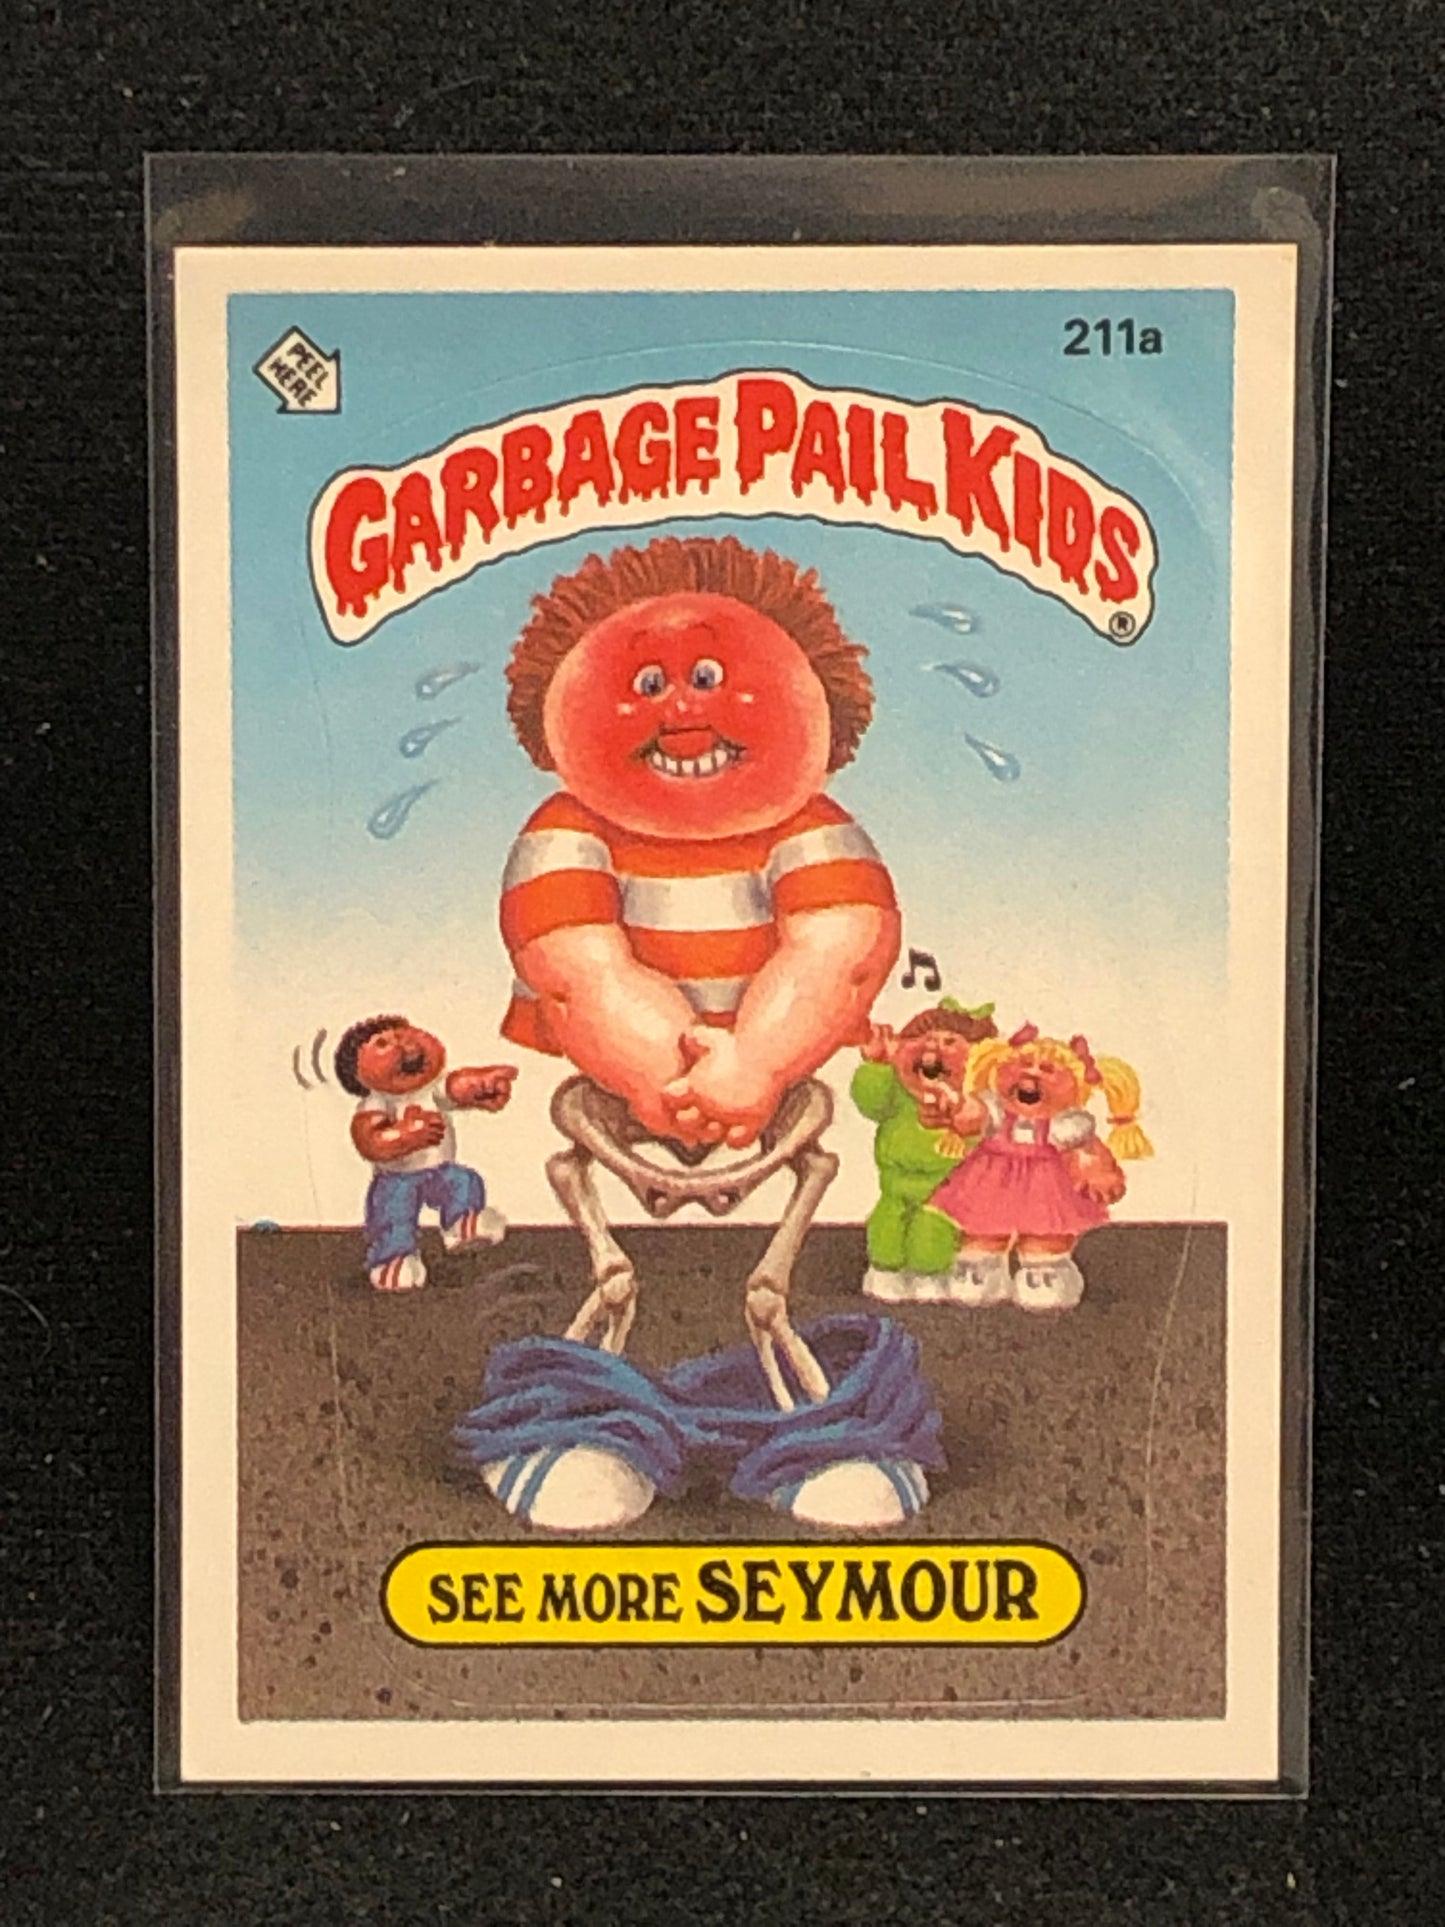 PEEL
HERE
211a
GARBAGE PAIL KIDS
®
SEE MORE SEYMOUR